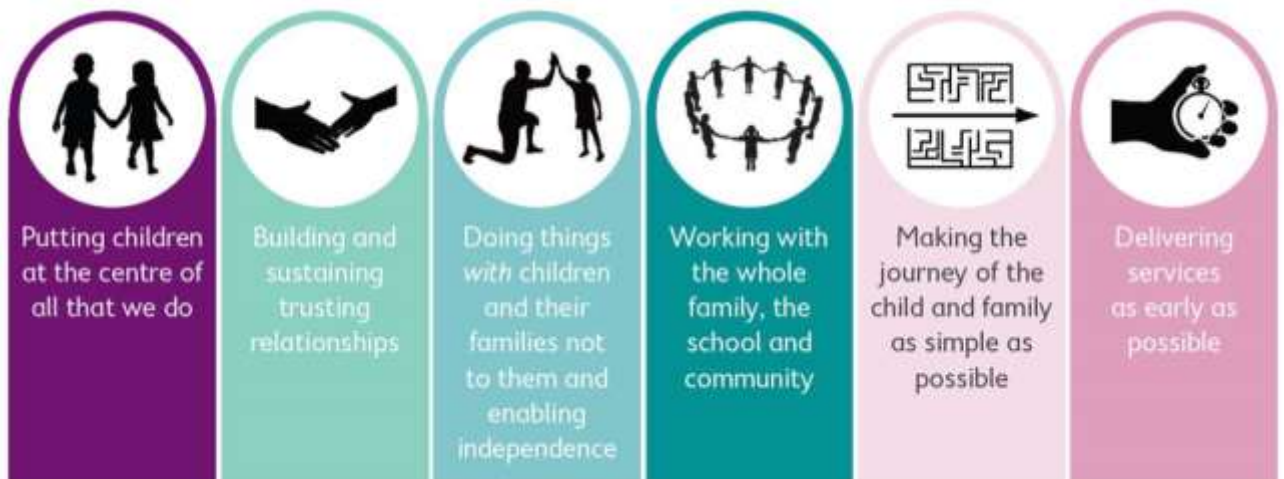 Putting children
at the centre of
all that we do
Building and
sustaining
trusting
relationships
Doing things
with children
and their
families not
to them and
enabling
independence
Working with
the whole
family, the
school and
community
Making the
journey of the
child and family
as simple as
possible
Delivering
services
as early as
possible